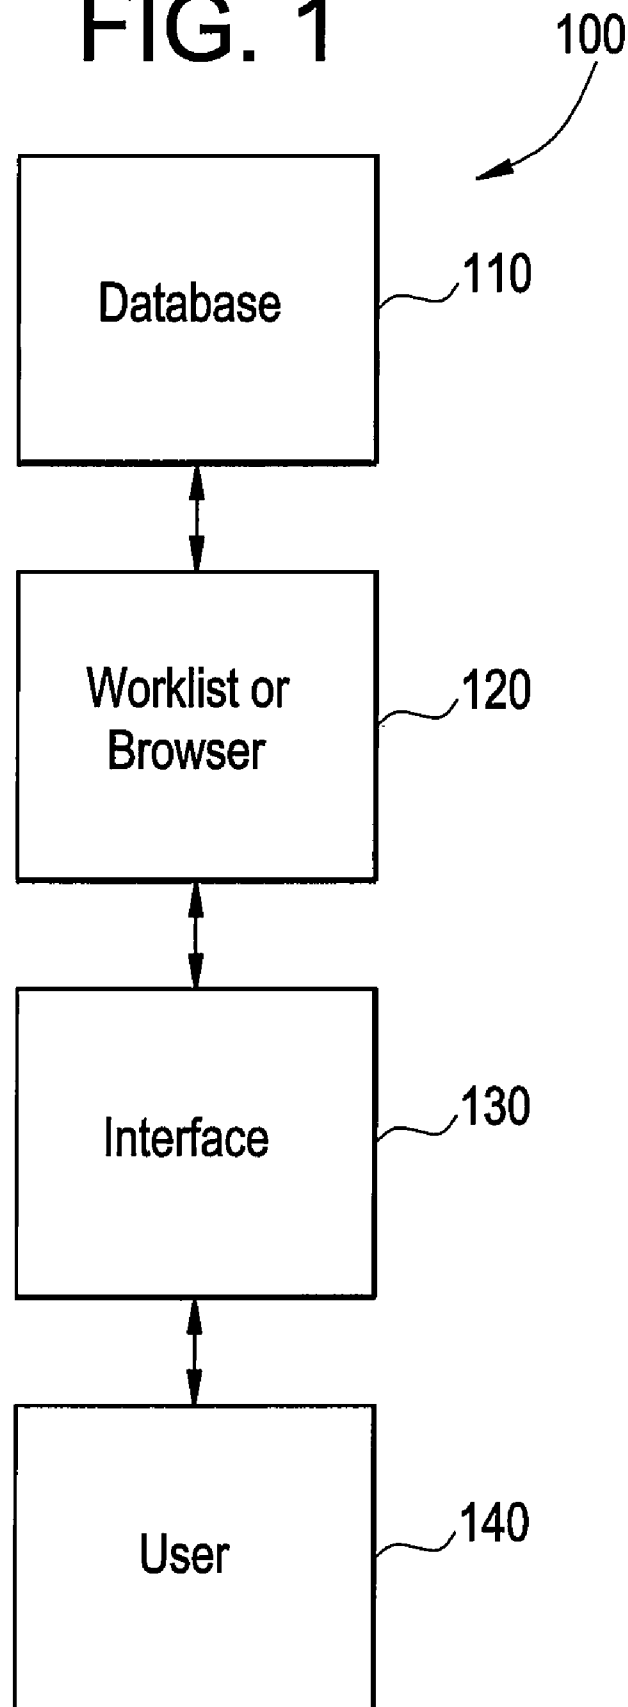 FIG. 1
100
Database
110
Worklist or
Browser
120
Interface
130
User
140